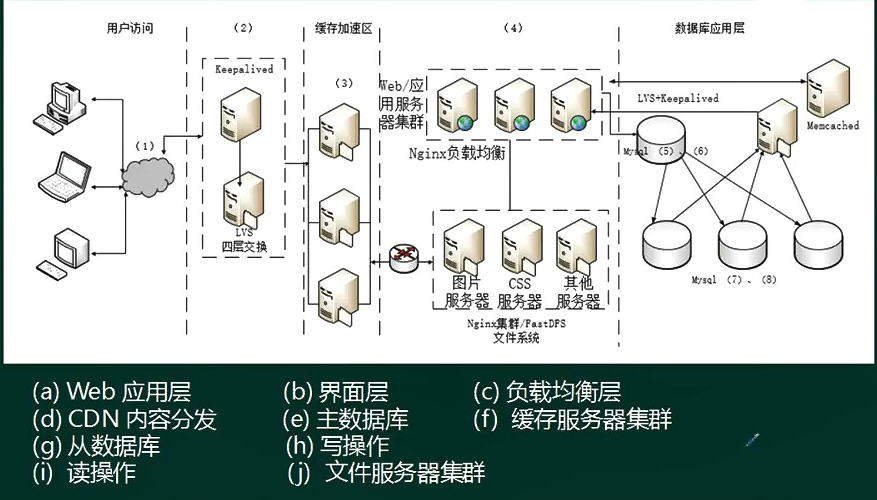 用户访问
（2）
缓存加速区
（4）
数据库应用层
Keepalived
（3）
Web/应
用服务
器集群
LVS+Keepalived
Memcached
（1）
Nginx负载均衡
Mysql （5）、（6）
LVS
四层交换
图片
服务器
CSS
服务器
其他
服务器
Mysql （7）、（8）
Nginx集群/FastDFS
文件系统
(a) Web 应用层
(b) 界面层
(c) 负载均衡层
(d) CDN 内容分发
(e) 主数据库
(f) 缓存服务器集群
(g) 从数据库
(h) 写操作
(i) 读操作
(j) 文件服务器集群